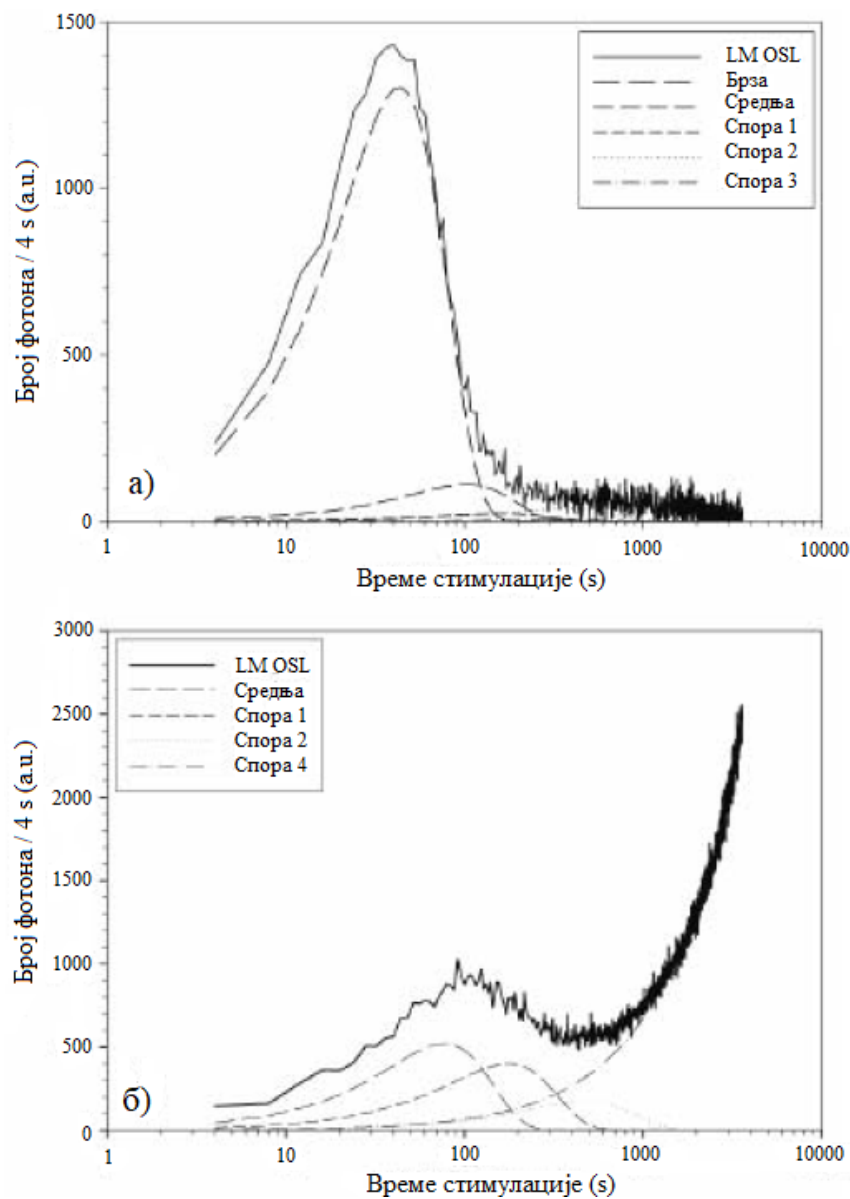 1500
1000
500
0
1
10
100
1000
10000
Број фотона / 4 s (a.u.)
Време стимулације (s)
LM OSL
Брза
Средња
Спора 1
Спора 2
Спора 3
а)
3000
2500
2000
1500
1000
500
0
1
10
100
1000
10000
Број фотона / 4 s (a.u.)
Време стимулације (s)
LM OSL
Средња
Спора 1
Спора 2
Спора 4
б)